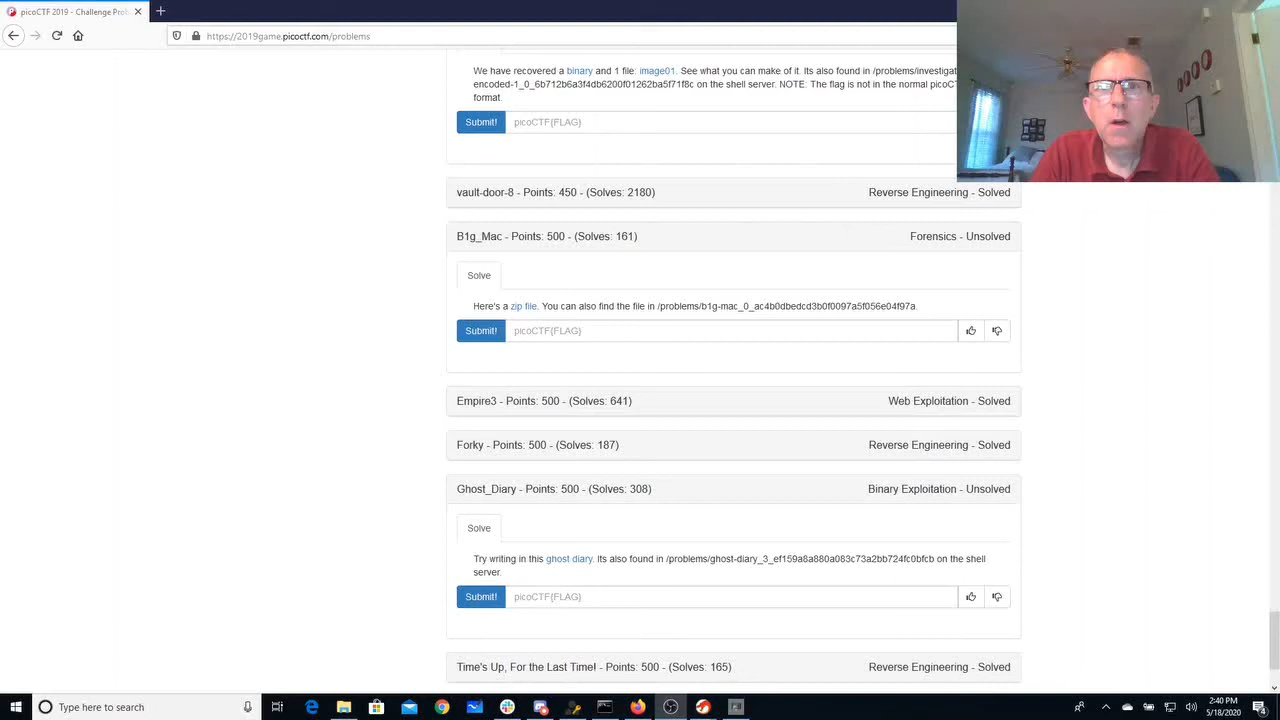 picoCTF 2019 - Challenge Prob
https://2019game.picoctf.com/problems
We have recovered a binary and 1 file: image01. See what you can make of it. Its also found in /problems/investigat
encoded-1_0_6b712b6a3f4db6200f01262ba5f71f8c on the shell server. NOTE: The flag is not in the normal picoCT
format.
Submit! picoCTF{FLAG}
vault-door-8 - Points: 450 - (Solves: 2180) Reverse Engineering - Solved
B1g_Mac - Points: 500 - (Solves: 161) Forensics - Unsolved
Solve
Here's a zip file. You can also find the file in /problems/b1g-mac_0_ac4b0dbedcd3b0f0097a5f056e04f97a.
Submit! picoCTF{FLAG}
Empire3 - Points: 500 - (Solves: 641) Web Exploitation - Solved
Forky - Points: 500 - (Solves: 187) Reverse Engineering - Solved
Ghost_Diary - Points: 500 - (Solves: 308) Binary Exploitation - Unsolved
Solve
Try writing in this ghost diary. Its also found in /problems/ghost-diary_3_ef159a8a880a083c73a2bb724fc0bfcb on the shell
server.
Submit! picoCTF{FLAG}
Time's Up, For the Last Time! - Points: 500 - (Solves: 165) Reverse Engineering - Solved
Type here to search
2:40 PM
5/18/2020